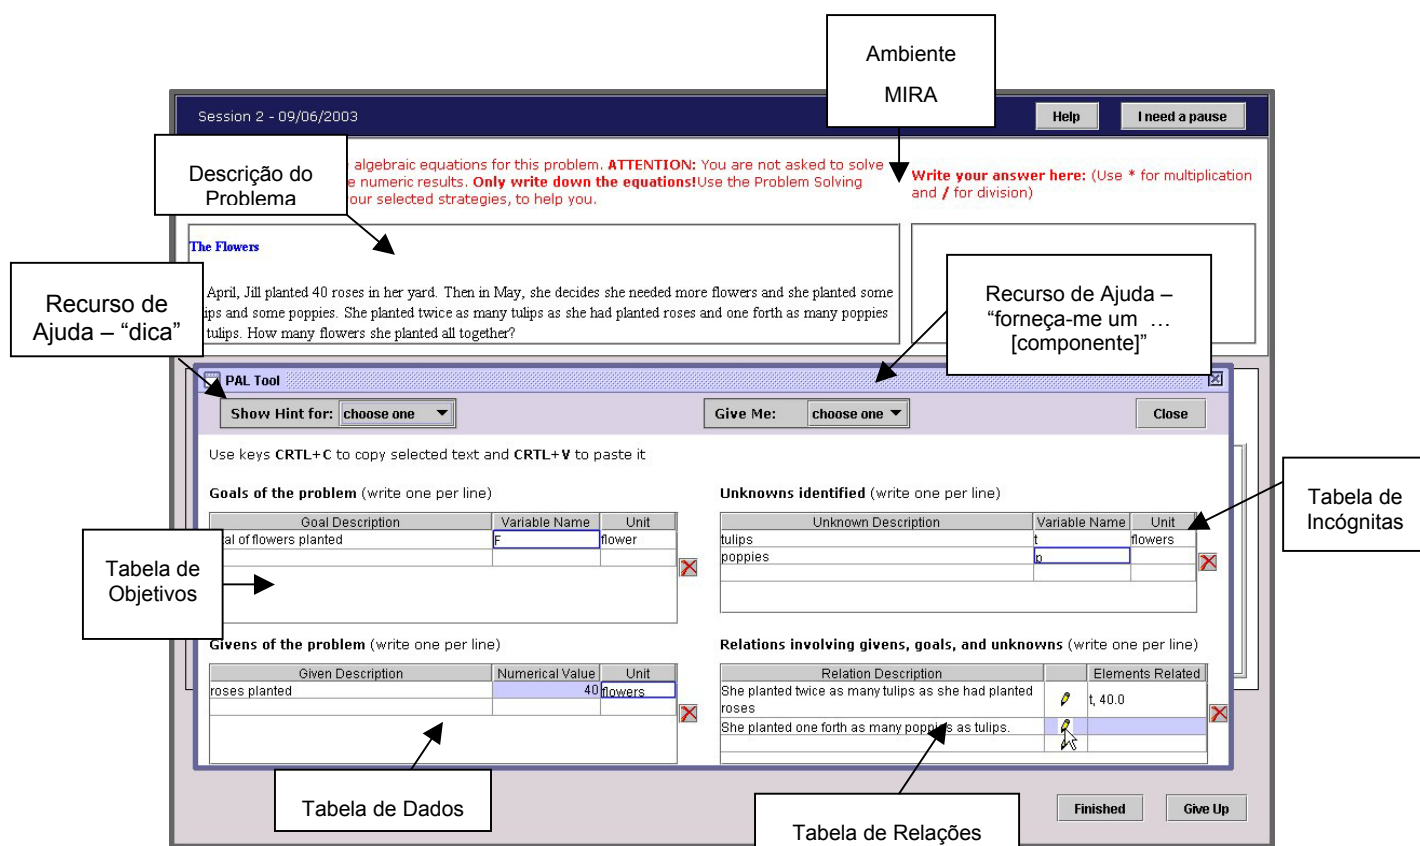 Ambiente
MIRA
Session 2 - 09/06/2003
Help
I need a pause
Descrição do
Problema
algebraic equations for this problem. ATTENTION: You are not asked to solve
numeric results. Only write down the equations!Use the Problem Solving
our selected strategies, to help you.
Write your answer here: (Use * for multiplication
and / for division)
The Flowers
April, Jill planted 40 roses in her yard. Then in May, she decides she needed more flowers and she planted some
and some poppies. She planted twice as many tulips as she had planted roses and one forth as many poppies
tulips. How many flowers she planted all together?
Recurso de
Ajuda – “dica”
Recurso de Ajuda –
“forneça-me um …
[componente]”
PAL Tool
Show Hint for: choose one
Give Me: choose one
Close
Use keys CRTL+C to copy selected text and CRTL+V to paste it
Goals of the problem (write one per line)
Goal Description Variable Name Unit
of flowers planted F flower
Unknowns identified (write one per line)
Unknown Description Variable Name Unit
tulips t flowers
poppies p
Tabela de
Incógnitas
Tabela de
Objetivos
Givens of the problem (write one per line)
Given Description Numerical Value Unit
roses planted 40 flowers
Relations involving givens, goals, and unknowns (write one per line)
Relation Description Elements Related
She planted twice as many tulips as she had planted
roses t, 40.0
She planted one forth as many poppies as tulips.
Tabela de Dados
Tabela de Relações
Finished
Give Up